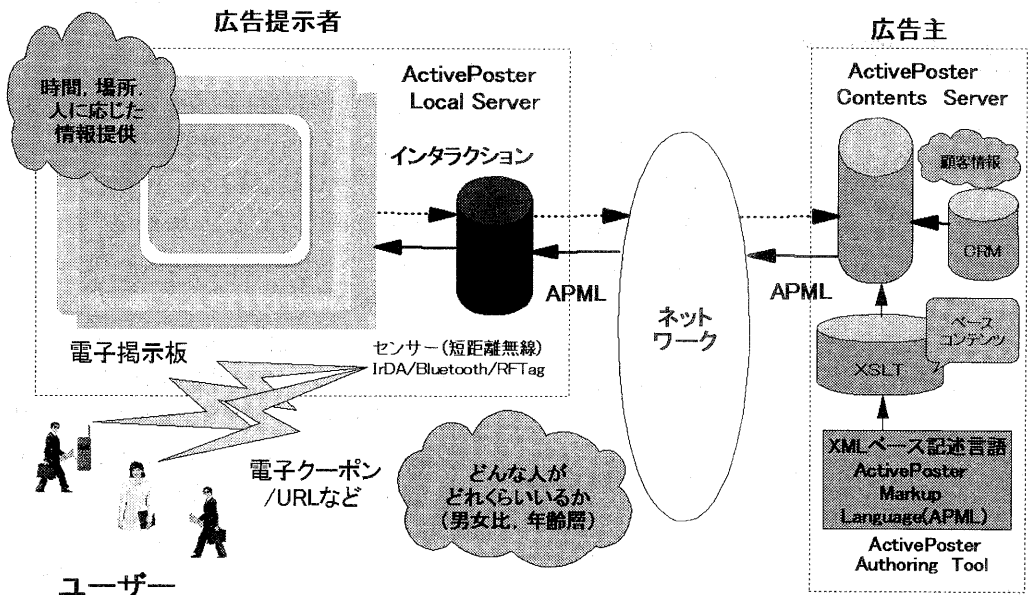 広告提示者
時間，場所，
人に応じた
情報提供
ActivePoster
Local Server
インタラクション
APML
電子掲示板
センサー(短距離無線)
IrDA/Bluetooth/RFTag
電子クーポン
/URLなど
ユーザー
どんな人が
どれくらいいるか
(男女比，年齢層)
ネット
ワーク
APML
広告主
ActivePoster
Contents Server
顧客情報
CRM
ベース
コンテンツ
XSLT
XMLベース記述言語
ActivePoster
Markup
Language(APML)
ActivePoster
Authoring Tool